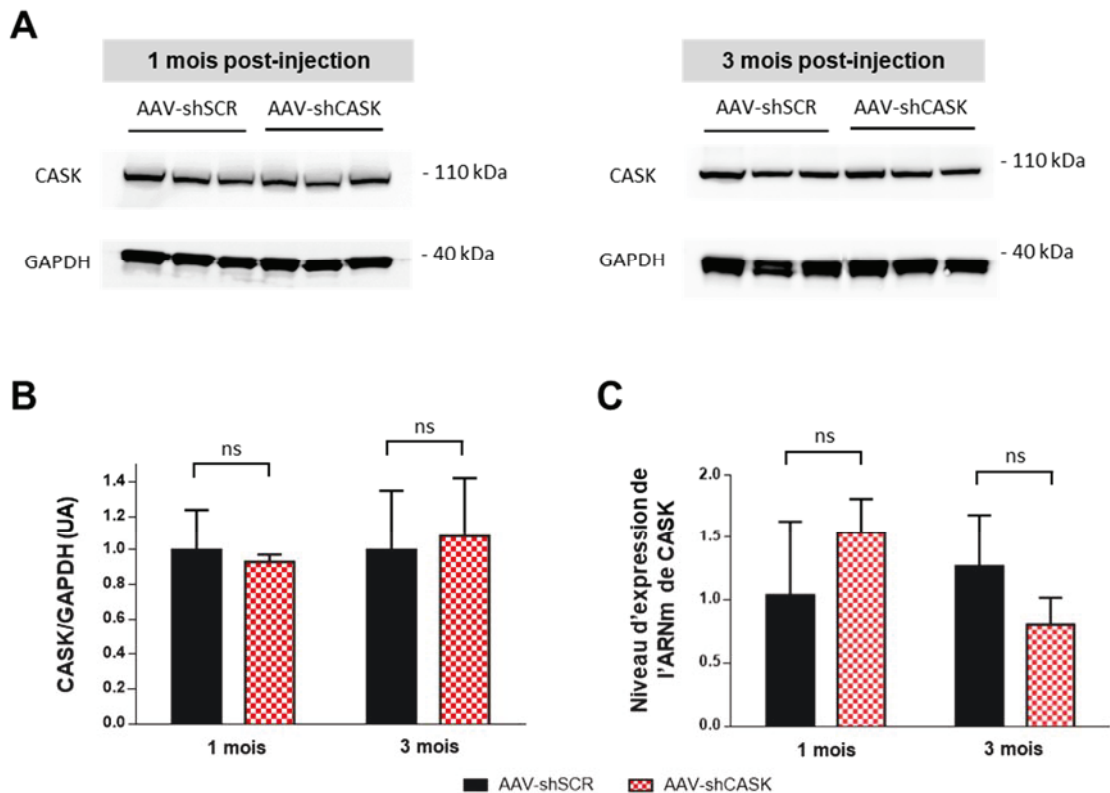 A
1 mois post-injection
3 mois post-injection
AAV-shSCR AAV-shCASK
AAV-shSCR AAV-shCASK
CASK - 110 kDa
CASK - 110 kDa
GAPDH - 40 kDa
GAPDH - 40 kDa
B
ns
ns
CASK/GAPDH (UA)
1.4
1.2
1.0
0.8
0.6
0.4
0.2
0.0
1 mois 3 mois
C
ns
ns
Niveau d'expression de
l'ARNm de CASK
2.0
1.5
1.0
0.5
0.0
1 mois 3 mois
AAV-shSCR AAV-shCASK